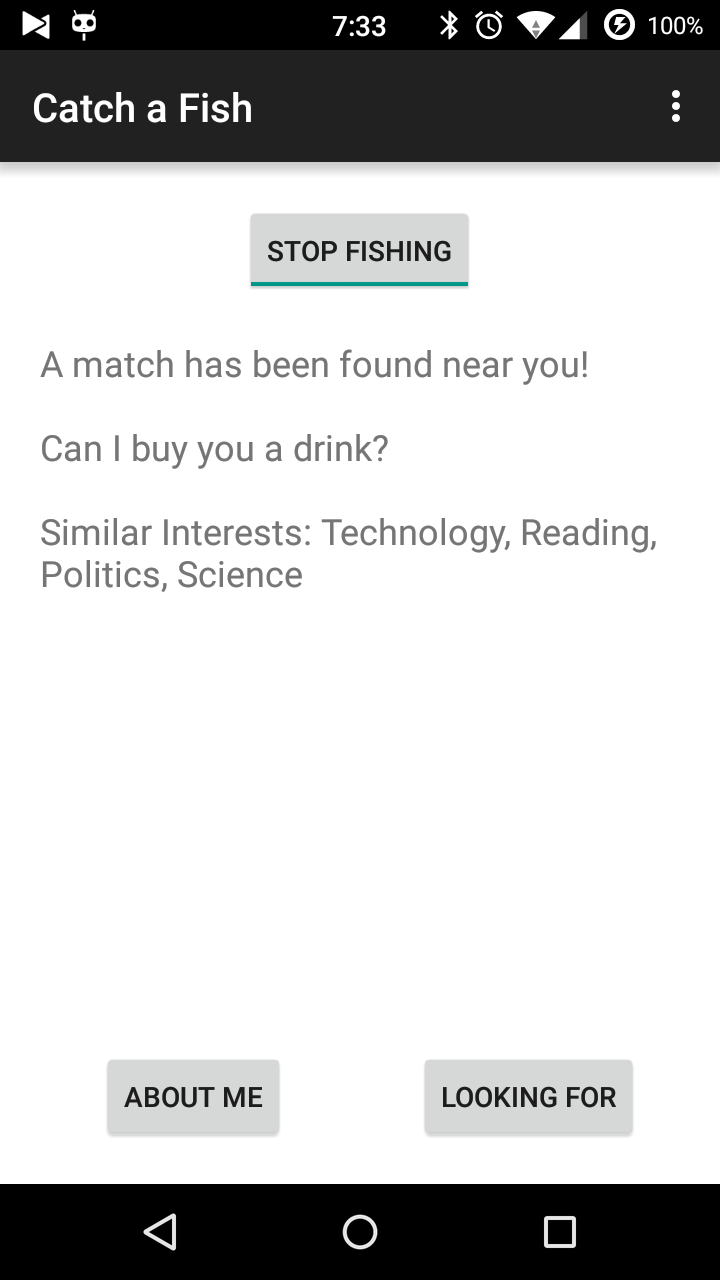 7:33 100%
Catch a Fish
STOP FISHING
A match has been found near you!
Can I buy you a drink?
Similar Interests: Technology, Reading,
Politics, Science
ABOUT ME LOOKING FOR